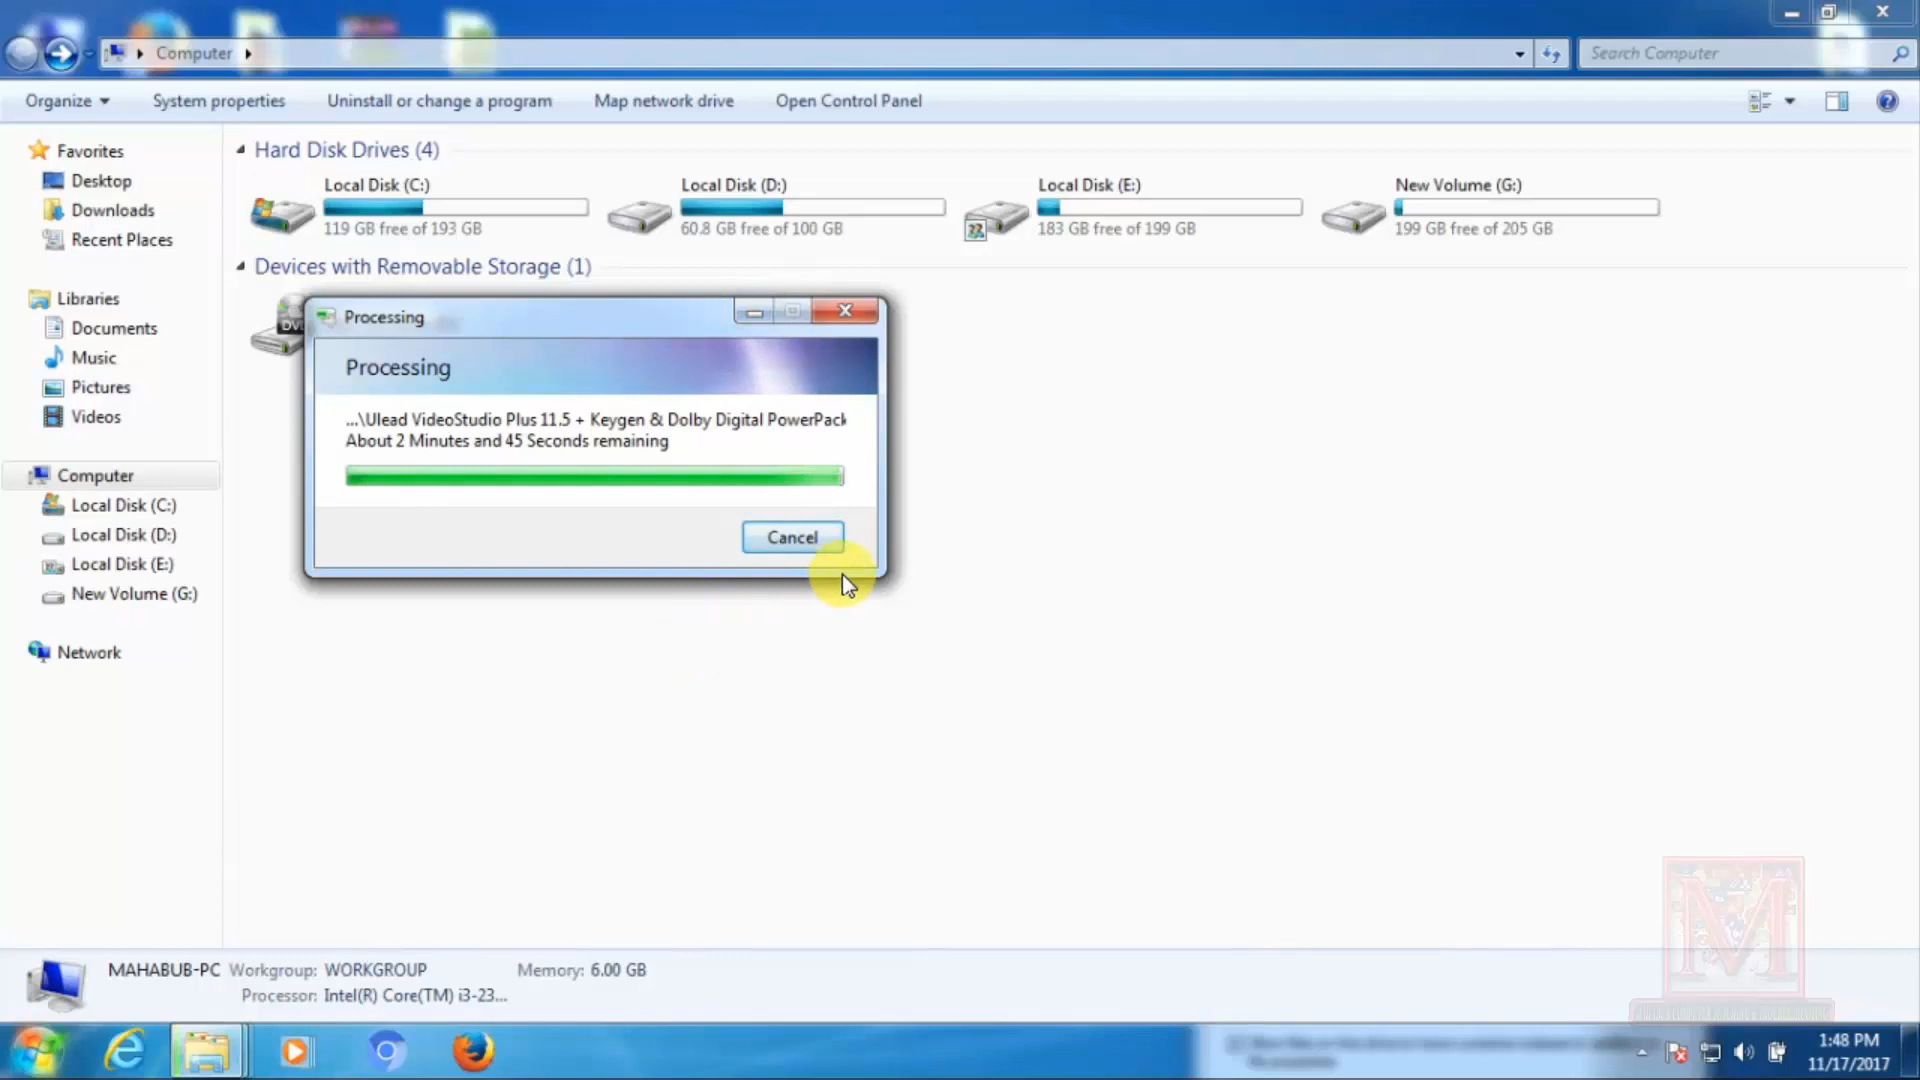 Computer
Search Computer
Organize
System properties
Uninstall or change a program
Map network drive
Open Control Panel
Favorites
Desktop
Downloads
Recent Places
Libraries
Documents
Music
Pictures
Videos
Computer
Local Disk (C:)
Local Disk (D:)
Local Disk (E:)
New Volume (G:)
Network
Hard Disk Drives (4)
Local Disk (C:)
119 GB free of 193 GB
Local Disk (D:)
60.8 GB free of 100 GB
Local Disk (E:)
183 GB free of 199 GB
New Volume (G:)
199 GB free of 205 GB
Devices with Removable Storage (1)
Processing
Processing
...\Ulead VideoStudio Plus 11.5 + Keygen & Dolby Digital PowerPack
About 2 Minutes and 45 Seconds remaining
Cancel
MAHABUB-PC Workgroup: WORKGROUP Memory: 6.00 GB
Processor: Intel(R) Core(TM) i3-23...
M
1:48 PM
11/17/2017